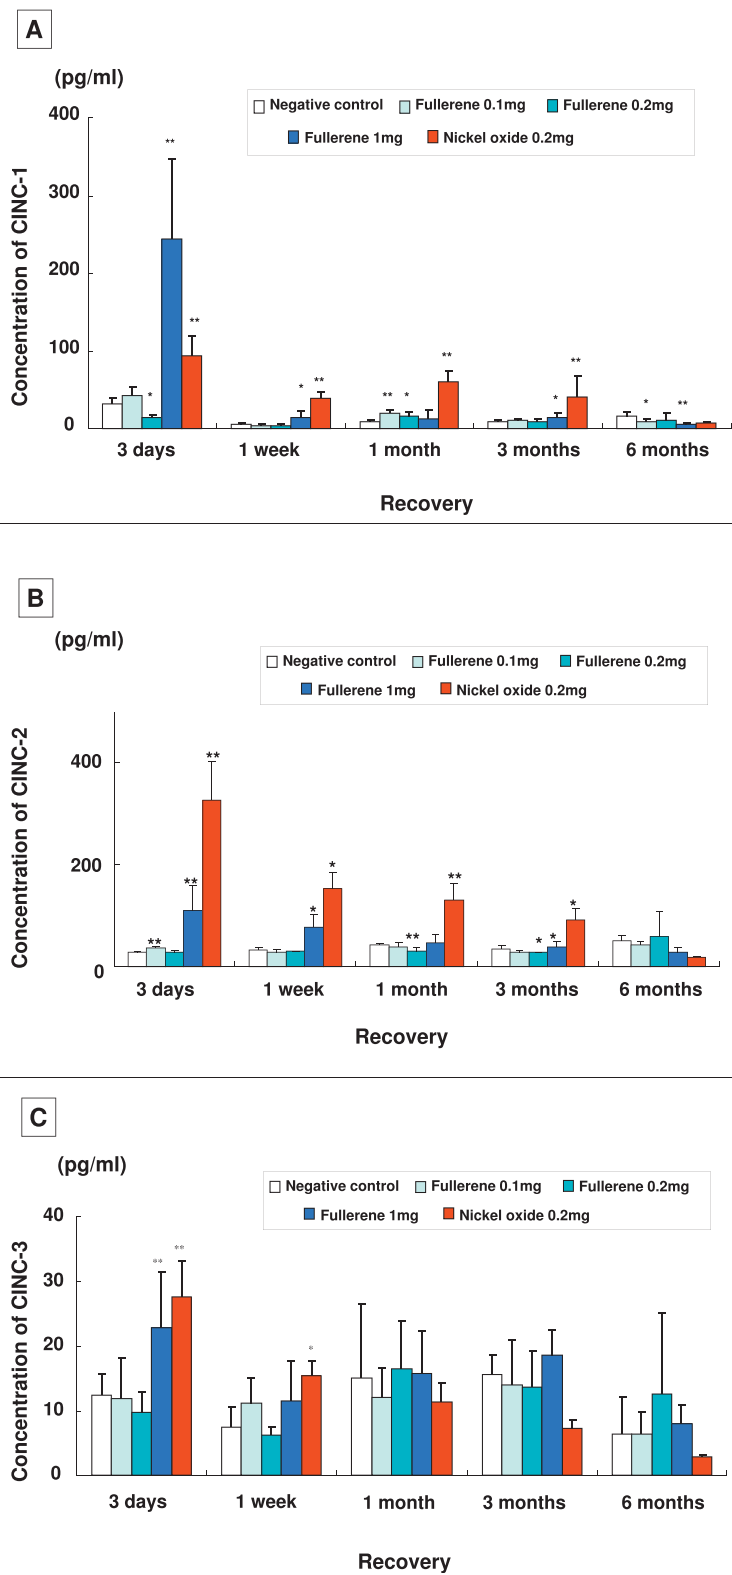 A
(pg/ml)
Negative control Fullerene 0.1mg Fullerene 0.2mg
Fullerene 1mg Nickel oxide 0.2mg
Concentration of CINC-1
400
300
200
100
0
** ** * * ** ** * ** * ** * **
3 days 1 week 1 month 3 months 6 months
Recovery
B
(pg/ml)
Negative control Fullerene 0.1mg Fullerene 0.2mg
Fullerene 1mg Nickel oxide 0.2mg
Concentration of CINC-2
400
200
0
** ** ** * * ** ** * * *
3 days 1 week 1 month 3 months 6 months
Recovery
C
(pg/ml)
Negative control Fullerene 0.1mg Fullerene 0.2mg
Fullerene 1mg Nickel oxide 0.2mg
Concentration of CINC-3
40
30
20
10
0
** ** *
3 days 1 week 1 month 3 months 6 months
Recovery